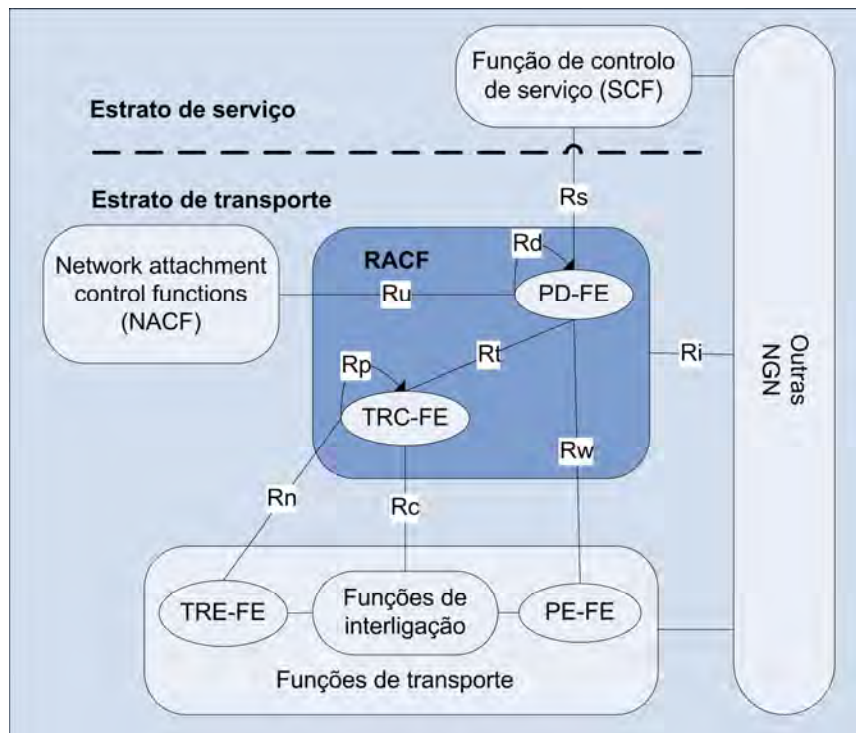 Função de controlo
de serviço (SCF)
Estrato de serviço
Estrato de transporte
Rs
Network attachment
control functions
(NACF)
RACF
Rd
Ru
PD-FE
Rp
Rt
TRC-FE
Ri
Outras
NGN
Rw
Rn
Rc
TRE-FE
Funções de
interligação
PE-FE
Funções de transporte